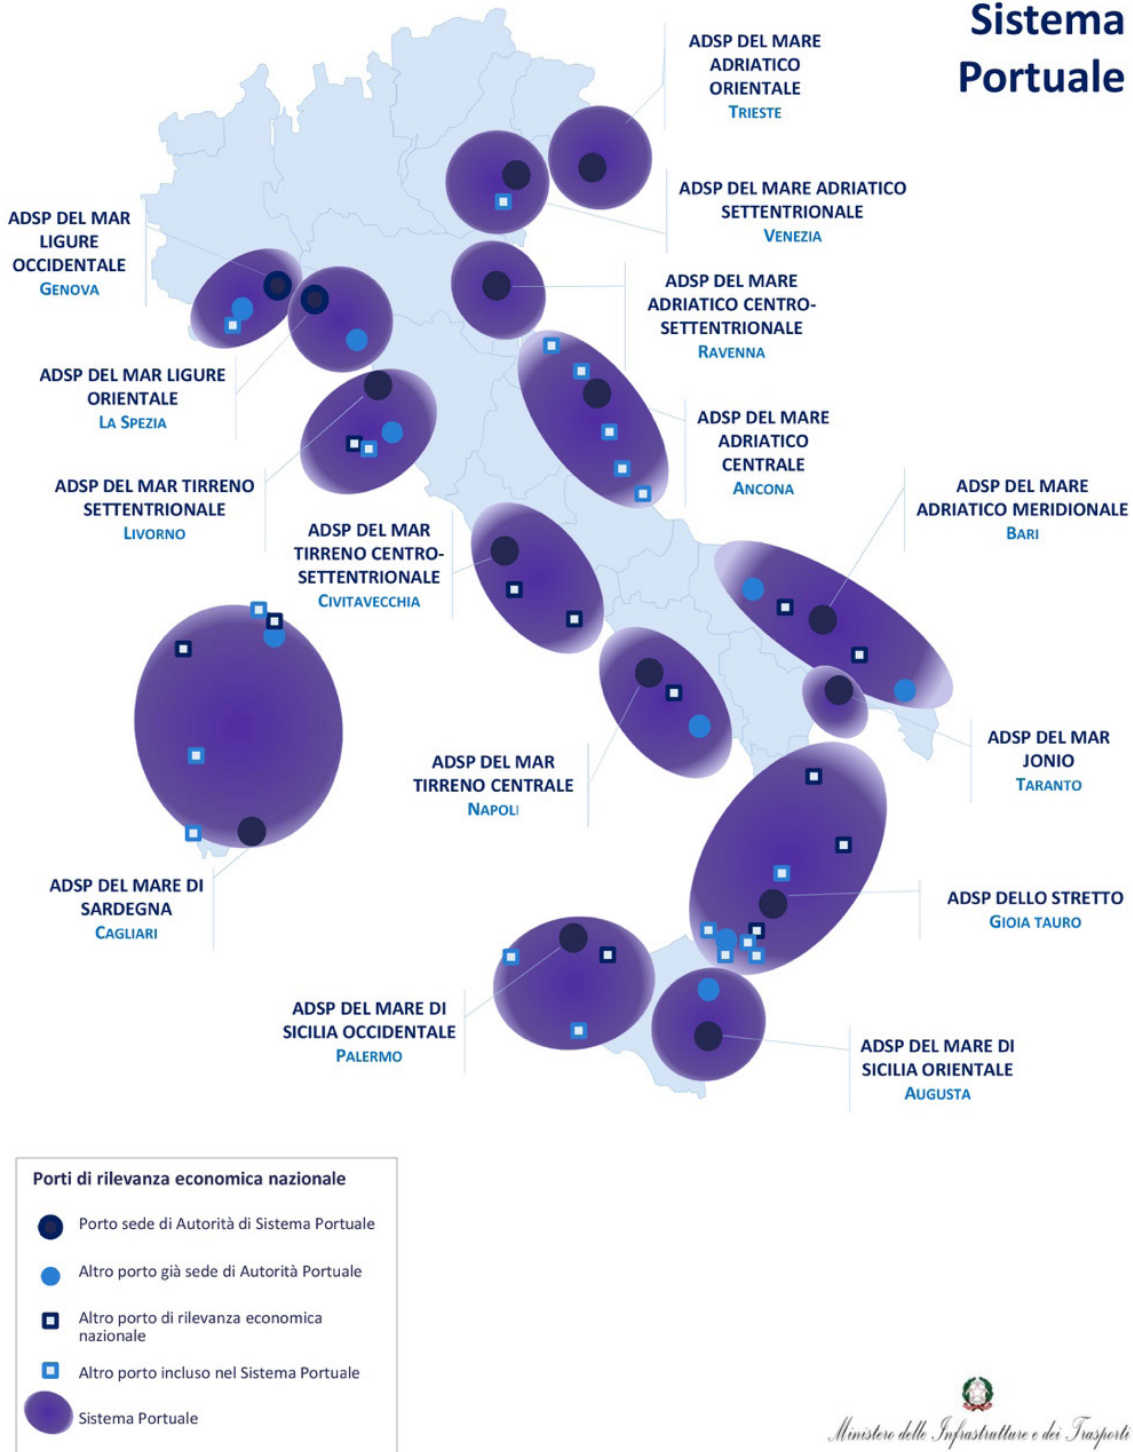 Sistema
Portuale
ADSP DEL MARE
ADRIATICO
ORIENTALE
TRIESTE
ADSP DEL MARE ADRIATICO
SETTENTRIONALE
VENEZIA
ADSP DEL MAR
LIGURE
OCCIDENTALE
GENOVA
ADSP DEL MARE
ADRIATICO CENTRO-
SETTENTRIONALE
RAVENNA
ADSP DEL MAR LIGURE
ORIENTALE
LA SPEZIA
ADSP DEL MARE
ADRIATICO
CENTRALE
ANCONA
ADSP DEL MAR TIRRENO
SETTENTRIONALE
LIVORNO
ADSP DEL MARE
ADRIATICO MERIDIONALE
BARI
ADSP DEL MAR
TIRRENO CENTRO-
SETTENTRIONALE
CIVITAVECCHIA
ADSP DEL MAR
JONIO
TARANTO
ADSP DEL MAR
TIRRENO CENTRALE
NAPOLI
ADSP DEL MARE DI
SARDEGNA
CAGLIARI
ADSP DELLO STRETTO
GIOIA TAURO
ADSP DEL MARE DI
SICILIA OCCIDENTALE
PALERMO
ADSP DEL MARE DI
SICILIA ORIENTALE
AUGUSTA
Porti di rilevanza economica nazionale
Porto sede di Autorità di Sistema Portuale
Altro porto già sede di Autorità Portuale
Altro porto di rilevanza economica
nazionale
Altro porto incluso nel Sistema Portuale
Sistema Portuale
Ministero delle Infrastrutture e dei Trasporti